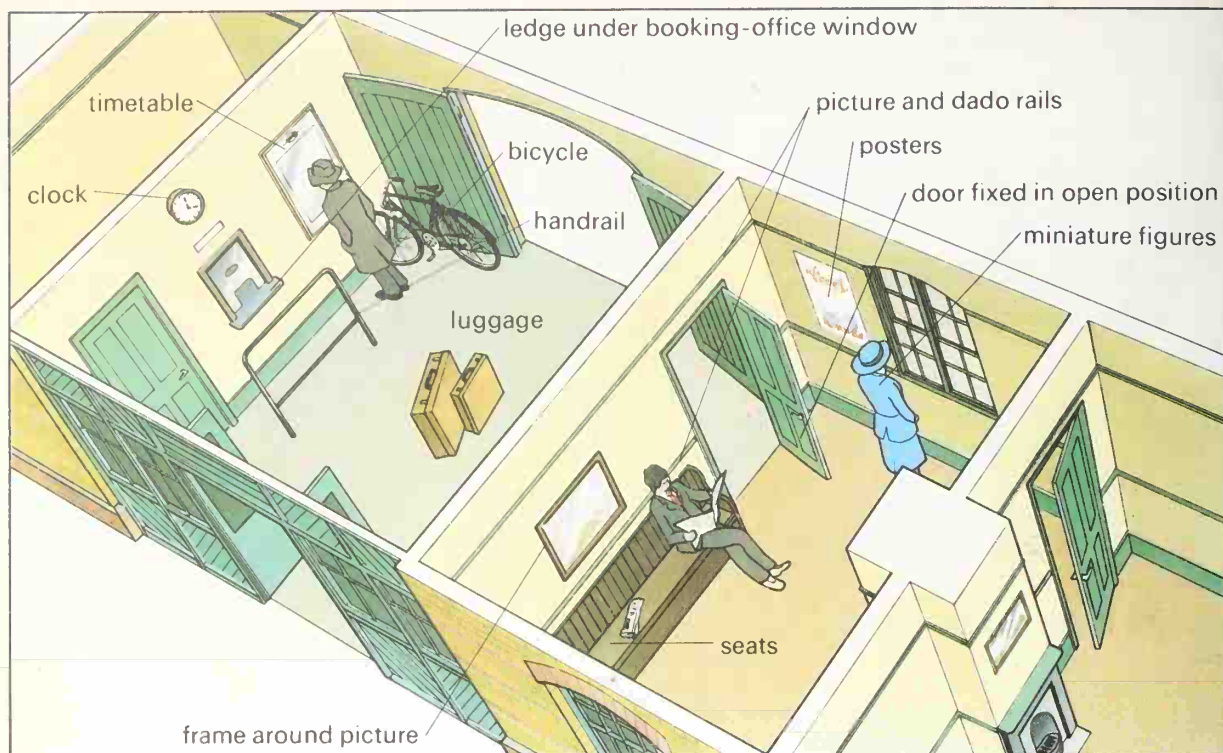 ledge under booking-office window
timetable
picture and dado rails
posters
bicycle
door fixed in open position
clock
handrail
miniature figures
luggage
seats
frame around picture